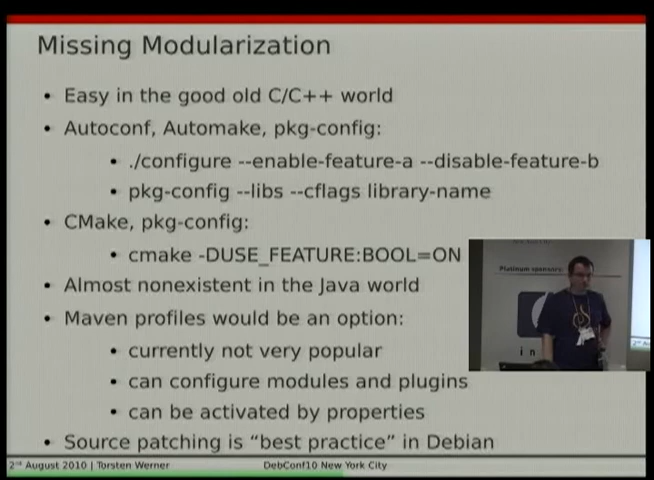 Missing Modularization
• Easy in the good old C/C++ world
• Autoconf, Automake, pkg-config:
• ./configure --enable-feature-a --disable-feature-b
• pkg-config --libs --cflags library-name
• CMake, pkg-config:
• cmake -DUSE_FEATURE:BOOL=ON
• Almost nonexistent in the Java world
• Maven profiles would be an option:
• currently not very popular
• can configure modules and plugins
• can be activated by properties
• Source patching is “best practice” in Debian
Platinum sponsors
i n
2nd August 2010 | Torsten Werner
DebConf10 New York City